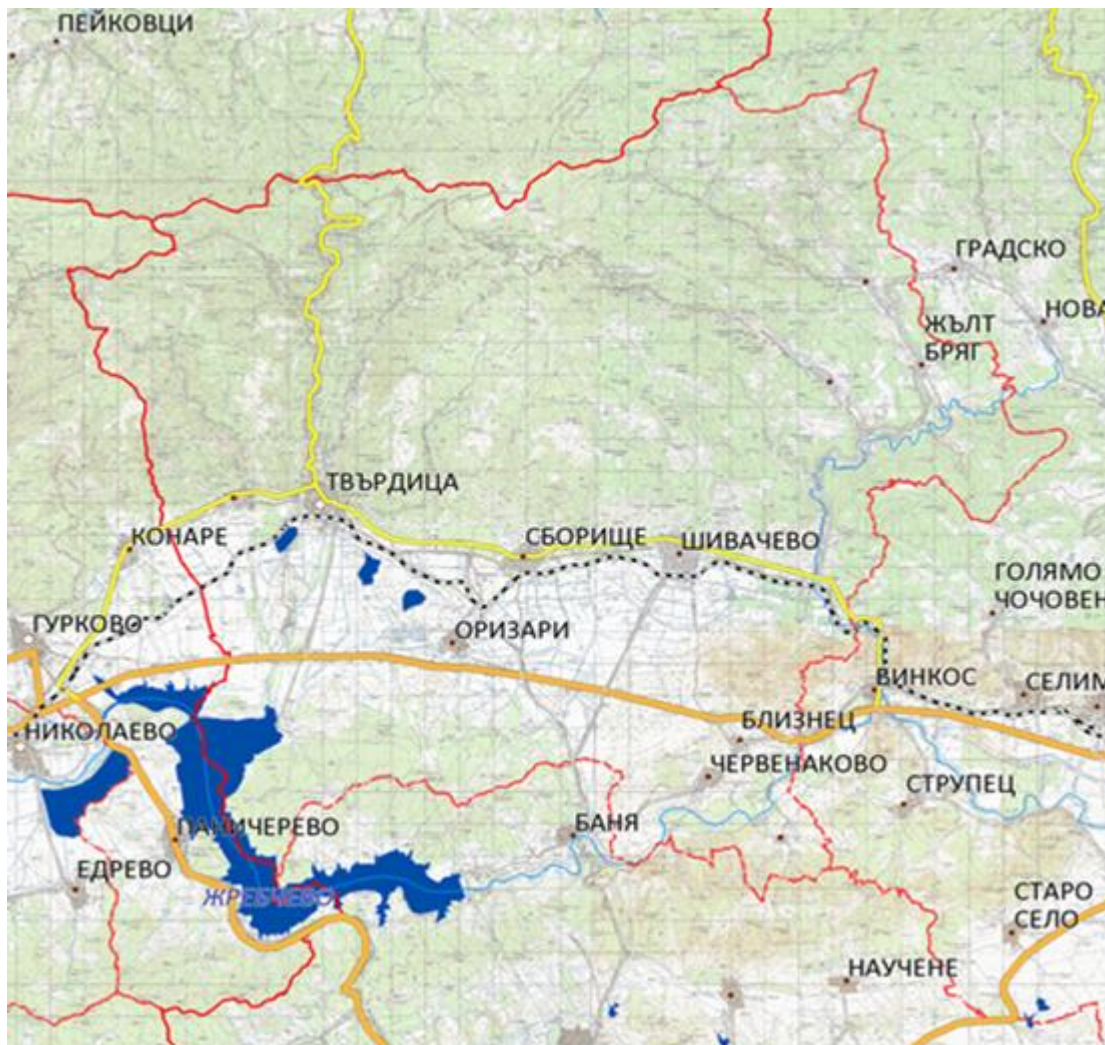 ПЕЙКОВЦИ
ГРАДСКО
НОВА
ЖЪЛТ
БРЯГ
ТВЪРДИЦА
КОНАРЕ
СБОРИЩЕ
ШИВАЧЕВО
ГОЛЯМО
ЧОЧОВЕН
ГУРКОВО
ОРИЗАРИ
ВИНКОС
СЕЛИМ
НИКОЛАЕВО
БЛИЗНЕЦ
ЧЕРВЕНАКОВО
СТРУПЕЦ
ПАНИЧЕРЕВО
БАНЯ
ЕДРЕВО
ЖРЕБЧЕВО
СТАРО
СЕЛО
НАУЧЕНЕ